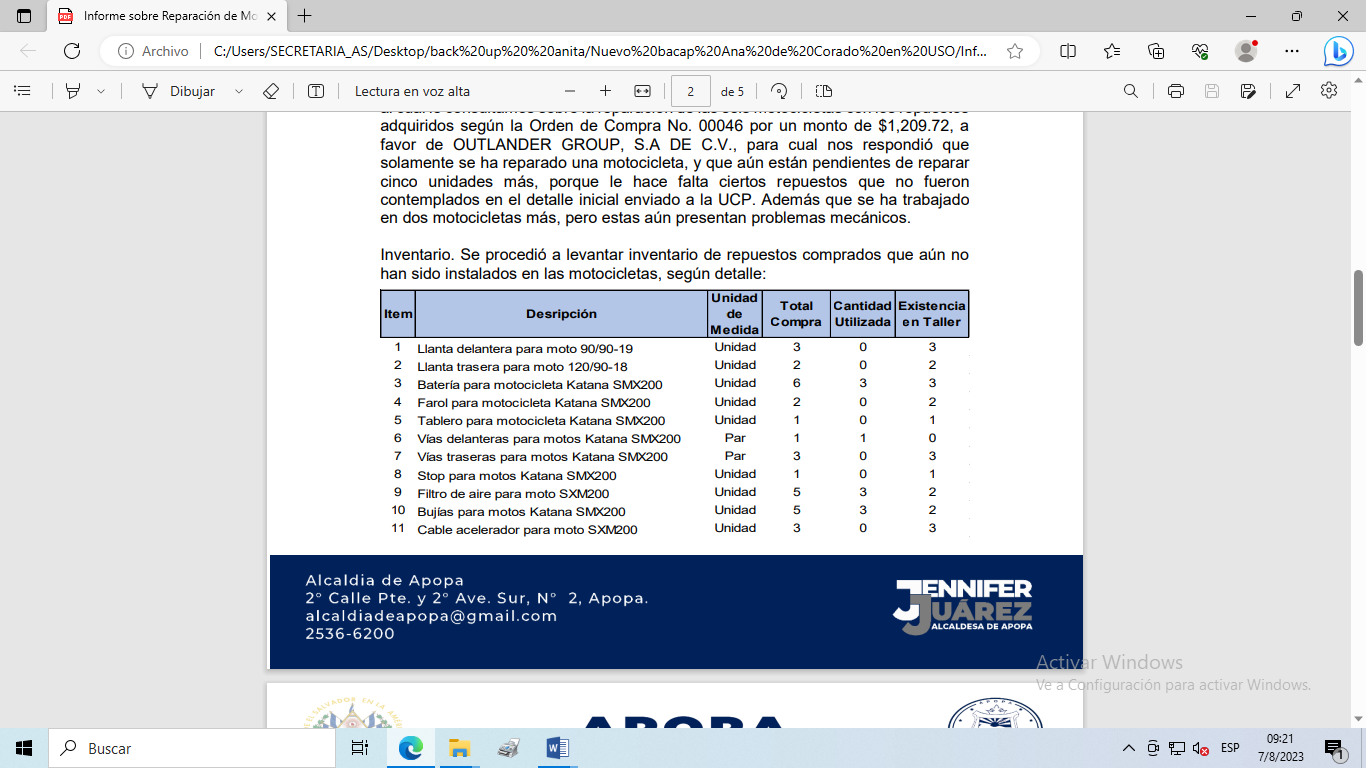 Informe sobre Reparación de Mo
Archivo C:/Users/SECRETARIA_AS/Desktop/back%20up%20%20anita/Nuevo%20bacap%20Ana%20de%20Corado%20en%20USO/Inf...
Dibujar Lectura en voz alta 2 de 5
adquiridos según la Orden de Compra No. 00046 por un monto de $1,209.72, a
favor de OUTLANDER GROUP, S.A DE C.V., para cual nos respondió que
solamente se ha reparado una motocicleta, y que aún están pendientes de reparar
cinco unidades más, porque le hace falta ciertos repuestos que no fueron
contemplados en el detalle inicial enviado a la UCP. Además que se ha trabajado
en dos motocicletas más, pero estas aún presentan problemas mecánicos.
Inventario. Se procedió a levantar inventario de repuestos comprados que aún no
han sido instalados en las motocicletas, según detalle:
Item Desripción Unidad de Medida Total Compra Cantidad Utilizada Existencia en Taller
1 Llanta delantera para moto 90/90-19 Unidad 3 0 3
2 Llanta trasera para moto 120/90-18 Unidad 2 0 2
3 Batería para motocicleta Katana SMX200 Unidad 6 3 3
4 Farol para motocicleta Katana SMX200 Unidad 2 0 2
5 Tablero para motocicleta Katana SMX200 Unidad 1 0 1
6 Vías delanteras para motos Katana SMX200 Par 1 1 0
7 Vías traseras para motos Katana SMX200 Par 3 0 3
8 Stop para motos Katana SMX200 Unidad 1 0 1
9 Filtro de aire para moto SXM200 Unidad 5 3 2
10 Bujías para motos Katana SMX200 Unidad 5 3 2
11 Cable acelerador para moto SXM200 Unidad 3 0 3
Alcaldia de Apopa
2° Calle Pte. y 2° Ave. Sur, N° 2, Apopa.
alcaldiadeapopa@gmail.com
2536-6200
JENNIFER
JUÁREZ
ALCALDESA DE APOPA
Activar Windows
Ve a Configuración para activar Windows.
APOPA
Buscar
ESP
09:21
7/8/2023
1